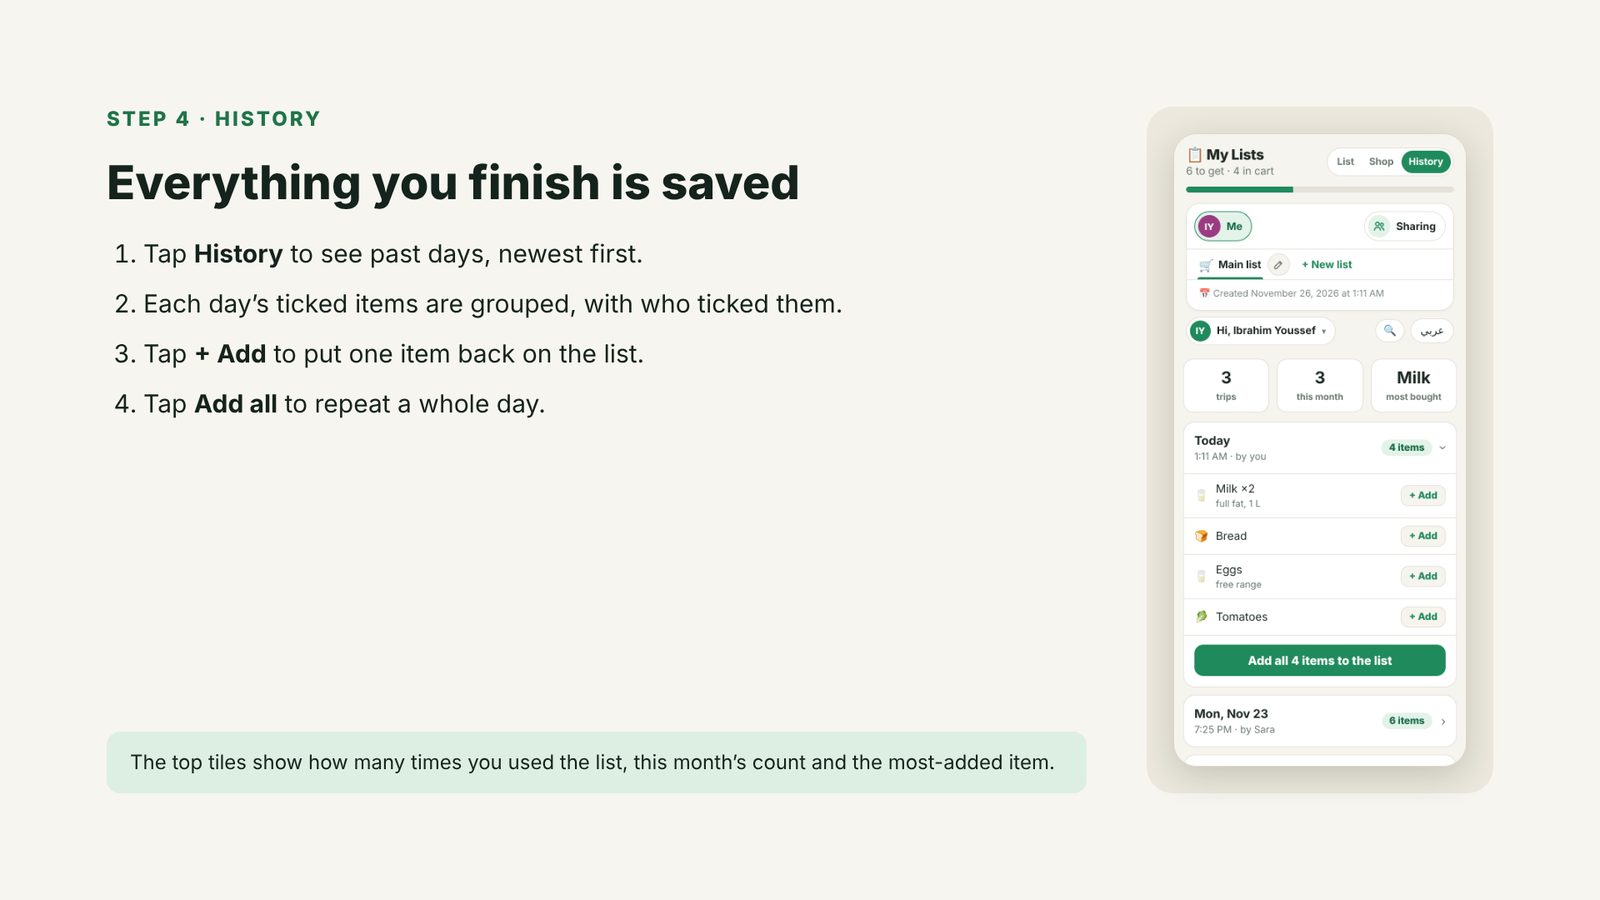 STEP 4 · HISTORY
Everything you finish is saved
1. Tap History to see past days, newest first.
2. Each day’s ticked items are grouped, with who ticked them.
3. Tap + Add to put one item back on the list.
4. Tap Add all to repeat a whole day.
The top tiles show how many times you used the list, this month’s count and the most-added item.
My Lists
6 to get · 4 in cart
List Shop History
IY Me Sharing
Main list + New list
Created November 26, 2026 at 1:11 AM
IY Hi, Ibrahim Youssef عربي
3 3 Milk
trips this month most bought
Today
1:11 AM · by you
4 items
Milk ×2
full fat, 1 L
+ Add
Bread + Add
Eggs
free range
+ Add
Tomatoes + Add
Add all 4 items to the list
Mon, Nov 23
7:25 PM · by Sara
6 items